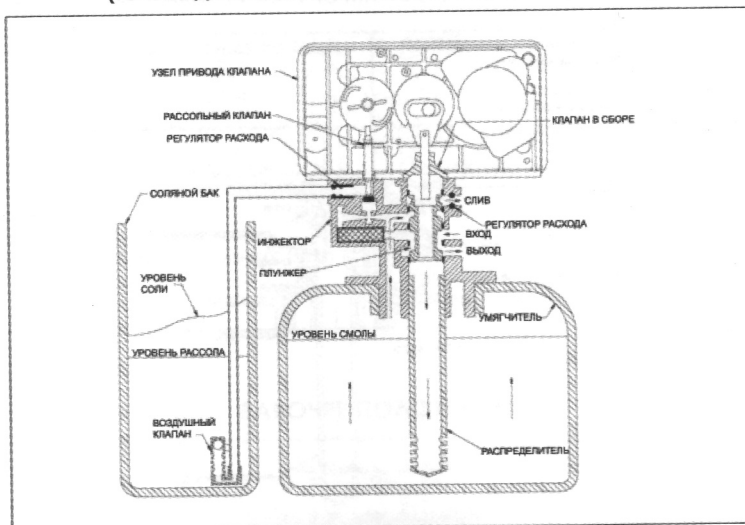 УЗЕЛ ПРИВОДА КЛАПАНА
РАССОЛЬНЫЙ КЛАПАН
КЛАПАН В СБОРЕ
РЕГУЛЯТОР РАСХОДА
СОЛЯНОЙ БАК
СЛИВ
РЕГУЛЯТОР РАСХОДА
ВХОД
ИНЖЕКТОР
ВЫХОД
ПЛУНЖЕР
УРОВЕНЬ
СОЛИ
УМЯГЧИТЕЛЬ
УРОВЕНЬ СМОЛЫ
УРОВЕНЬ РАССОЛА
ВОЗДУШНЫЙ
КЛАПАН
РАСПРЕДЕЛИТЕЛЬ